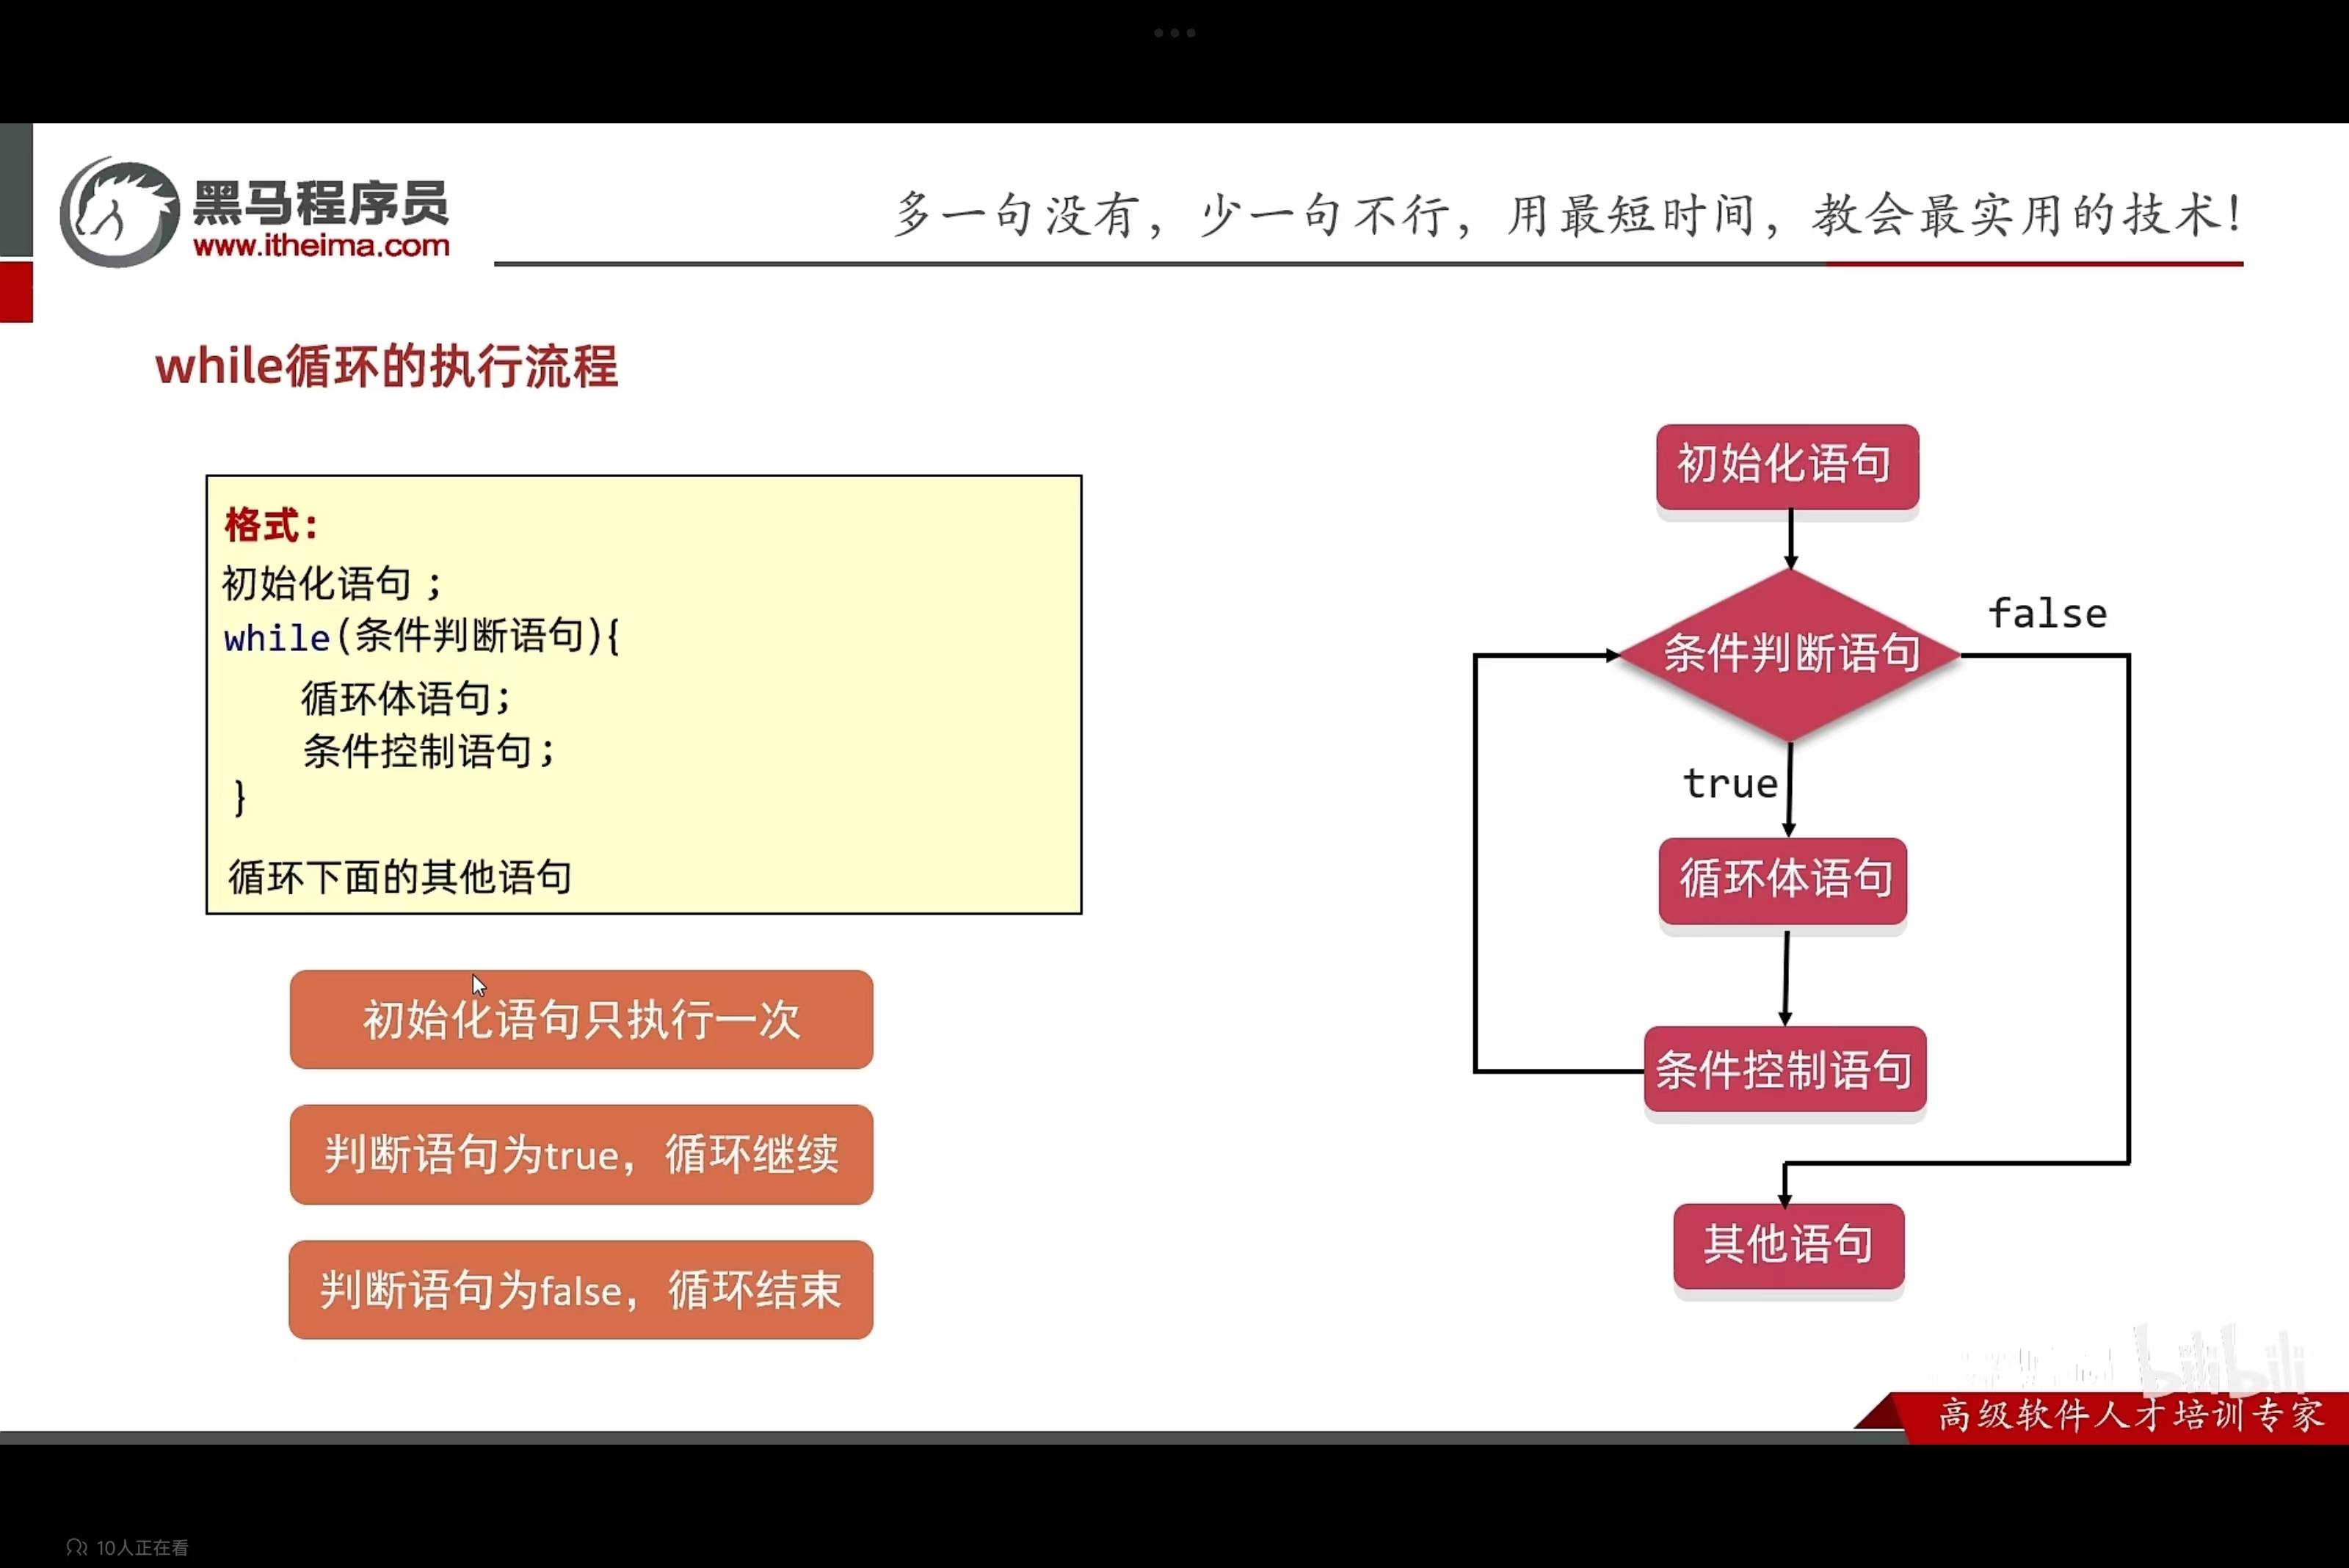 黑马程序员
www.itheima.com
多一句没有，少一句不行，用最短时间，教会最实用的技术！
while循环的执行流程
格式：
初始化语句；
while(条件判断语句){
循环体语句；
条件控制语句；
}
循环下面的其他语句
初始化语句只执行一次
判断语句为true，循环继续
判断语句为false，循环结束
初始化语句
条件判断语句
false
true
循环体语句
条件控制语句
其他语句
bilibili
高级软件人才培训专家
10人正在看